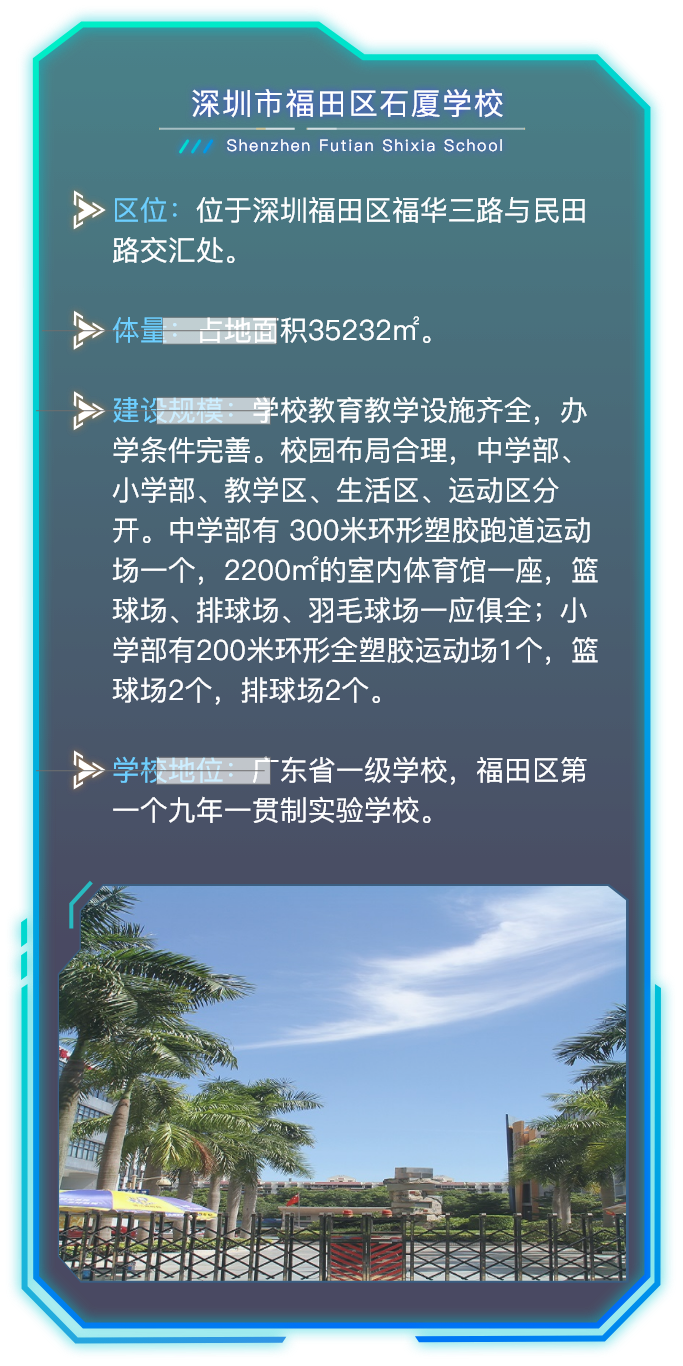 深圳市福田区石厦学校
Shenzhen Futian Shixia School
区位：位于深圳福田区福华三路与民田
路交汇处。
体量：占地面积35232㎡。
建设规模：学校教育教学设施齐全，办
学条件完善。校园布局合理，中学部、
小学部、教学区、生活区、运动区分
开。中学部有 300米环形塑胶跑道运动
场一个，2200㎡的室内体育馆一座，篮
球场、排球场、羽毛球场一应俱全；小
学部有200米环形全塑胶运动场1个，篮
球场2个，排球场2个。
学校地位：广东省一级学校，福田区第
一个九年一贯制实验学校。